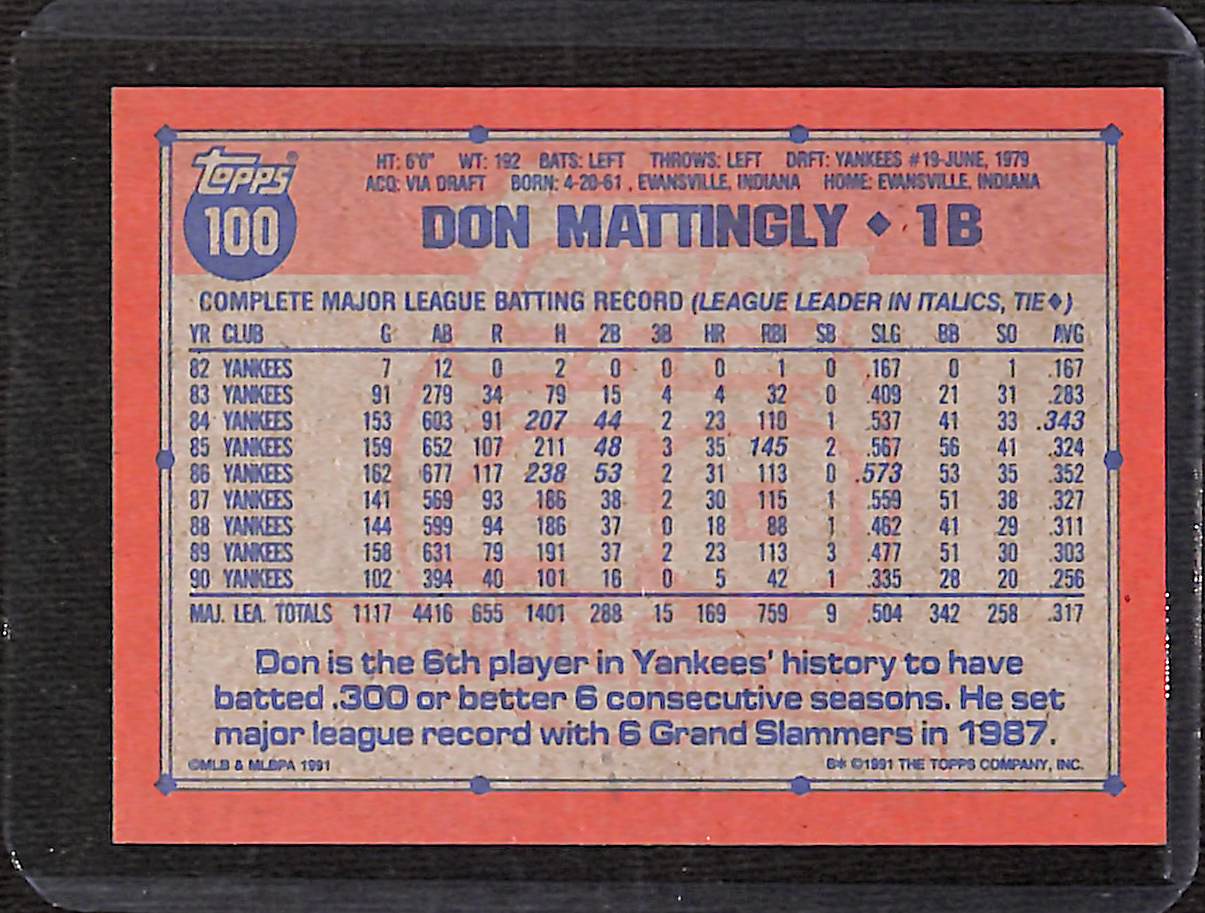 TOPPS®
100
HT: 6'0" WT: 192 BATS: LEFT THROWS: LEFT DRFT: YANKEES #19-JUNE, 1979
ACQ: VIA DRAFT BORN: 4-20-61 , EVANSVILLE, INDIANA HOME: EVANSVILLE, INDIANA
DON MATTINGLY ◆ 1B
COMPLETE MAJOR LEAGUE BATTING RECORD (LEAGUE LEADER IN ITALICS, TIE◆)
YR CLUB G AB R H 2B 3B HR RBI SB SLG BB SO AVG
82 YANKEES 7 12 0 2 0 0 0 1 0 .167 0 1 .167
83 YANKEES 91 279 34 79 15 4 4 32 0 .409 21 31 .283
84 YANKEES 153 603 91 207 44 2 23 110 1 .537 41 33 .343
85 YANKEES 159 652 107 211 48 3 35 145 2 .567 56 41 .324
86 YANKEES 162 677 117 238 53 2 31 113 0 .573 53 35 .352
87 YANKEES 141 569 93 186 38 2 30 115 1 .559 51 38 .327
88 YANKEES 144 599 94 186 37 0 18 88 1 .462 41 29 .311
89 YANKEES 158 631 79 191 37 2 23 113 3 .477 51 30 .303
90 YANKEES 102 394 40 101 16 0 5 42 1 .335 28 20 .256
MAJ. LEA. TOTALS 1117 4416 655 1401 288 15 169 759 9 .504 342 258 .317
Don is the 6th player in Yankees' history to have
batted .300 or better 6 consecutive seasons. He set
major league record with 6 Grand Slammers in 1987.
©MLB & MLBPA 1991 B* ©1991 THE TOPPS COMPANY, INC.